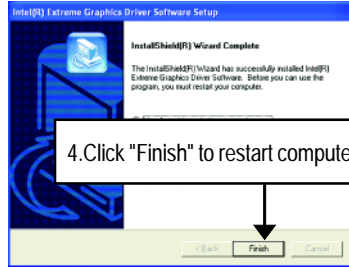 Intel(R) Extreme Graphics Driver Software Setup
InstallShield(R) Wizard Complete
The InstallShield(R) Wizard has successfully installed Intel(R)
Extreme Graphics Driver Software. Before you can use the
program, you must restart your computer.
4.Click "Finish" to restart compute
< Back Finish Cancel